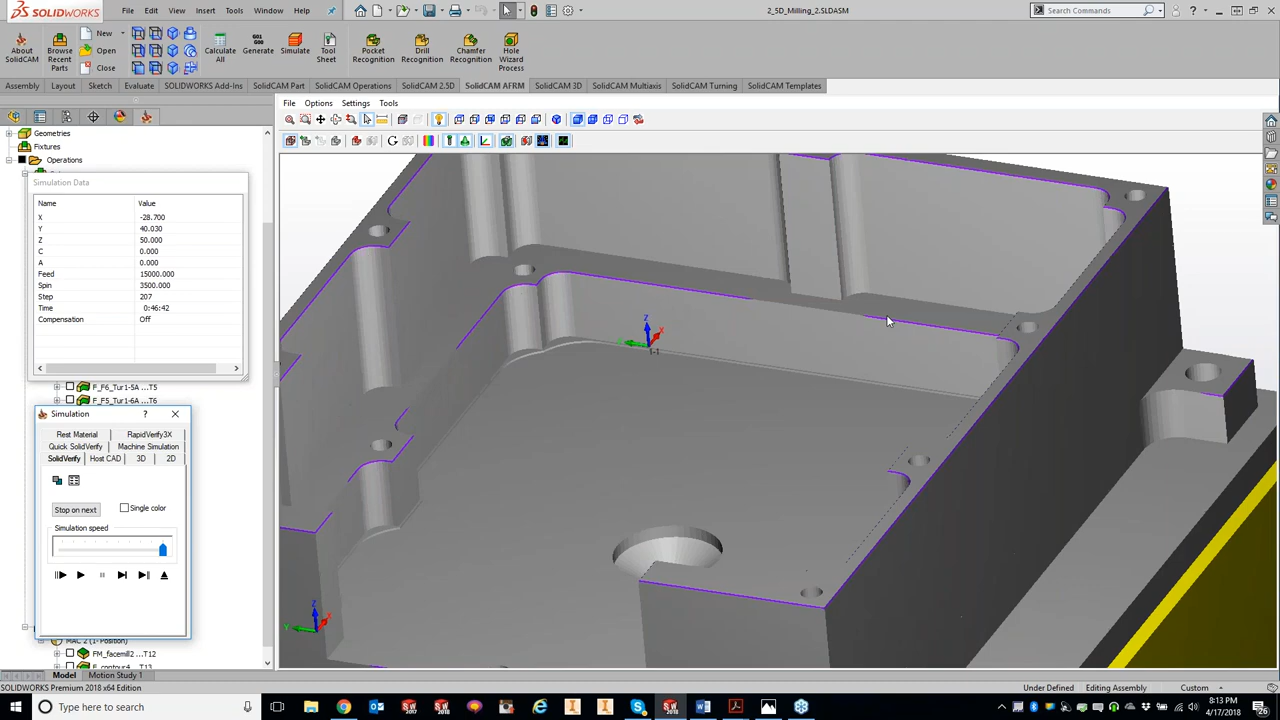 SOLIDWORKS
File Edit View Insert Tools Window Help
2_5D_Milling_2.SLDASM
Search Commands
About SolidCAM
Browse Recent Parts
New
Open
Close
Calculate All
G01 G00
Generate
Simulate
Tool Sheet
Pocket Recognition
Drill Recognition
Chamfer Recognition
Hole Wizard Process
Assembly Layout Sketch Evaluate SOLIDWORKS Add-Ins SolidCAM Part SolidCAM Operations SolidCAM 2.5D SolidCAM AFRM SolidCAM 3D SolidCAM Multiaxis SolidCAM Turning SolidCAM Templates
File Options Settings Tools
Geometries
Fixtures
Operations
Simulation Data
Name Value
X -28.700
Y 40.030
Z 50.000
C 0.000
A 0.000
Feed 15000.000
Spin 3500.000
Step 207
Time 0:46:42
Compensation Off
F_F6_Tur1-5A ...T5
F_F5_Tur1-6A ...T6
Simulation ?
Rest Material RapidVerify3X
Quick SolidVerify Machine Simulation
SolidVerify Host CAD 3D 2D
Stop on next
Single color
Simulation speed
MAC 2 (1- Position)
FM_facemill2 ...T12
F_contour4 ...T13
Z
X
1-1
Z
X
Y
Model Motion Study 1
SOLIDWORKS Premium 2018 x64 Edition
Under Defined Editing Assembly Custom
Type here to search
8:13 PM
4/17/2018